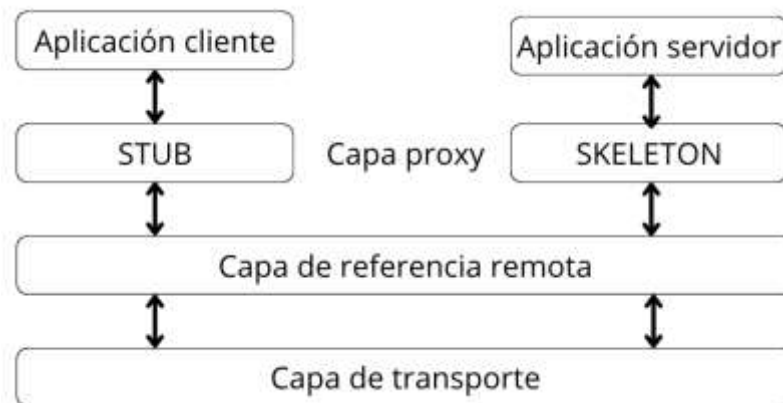 Aplicación cliente
Aplicación servidor
STUB
Capa proxy
SKELETON
Capa de referencia remota
Capa de transporte